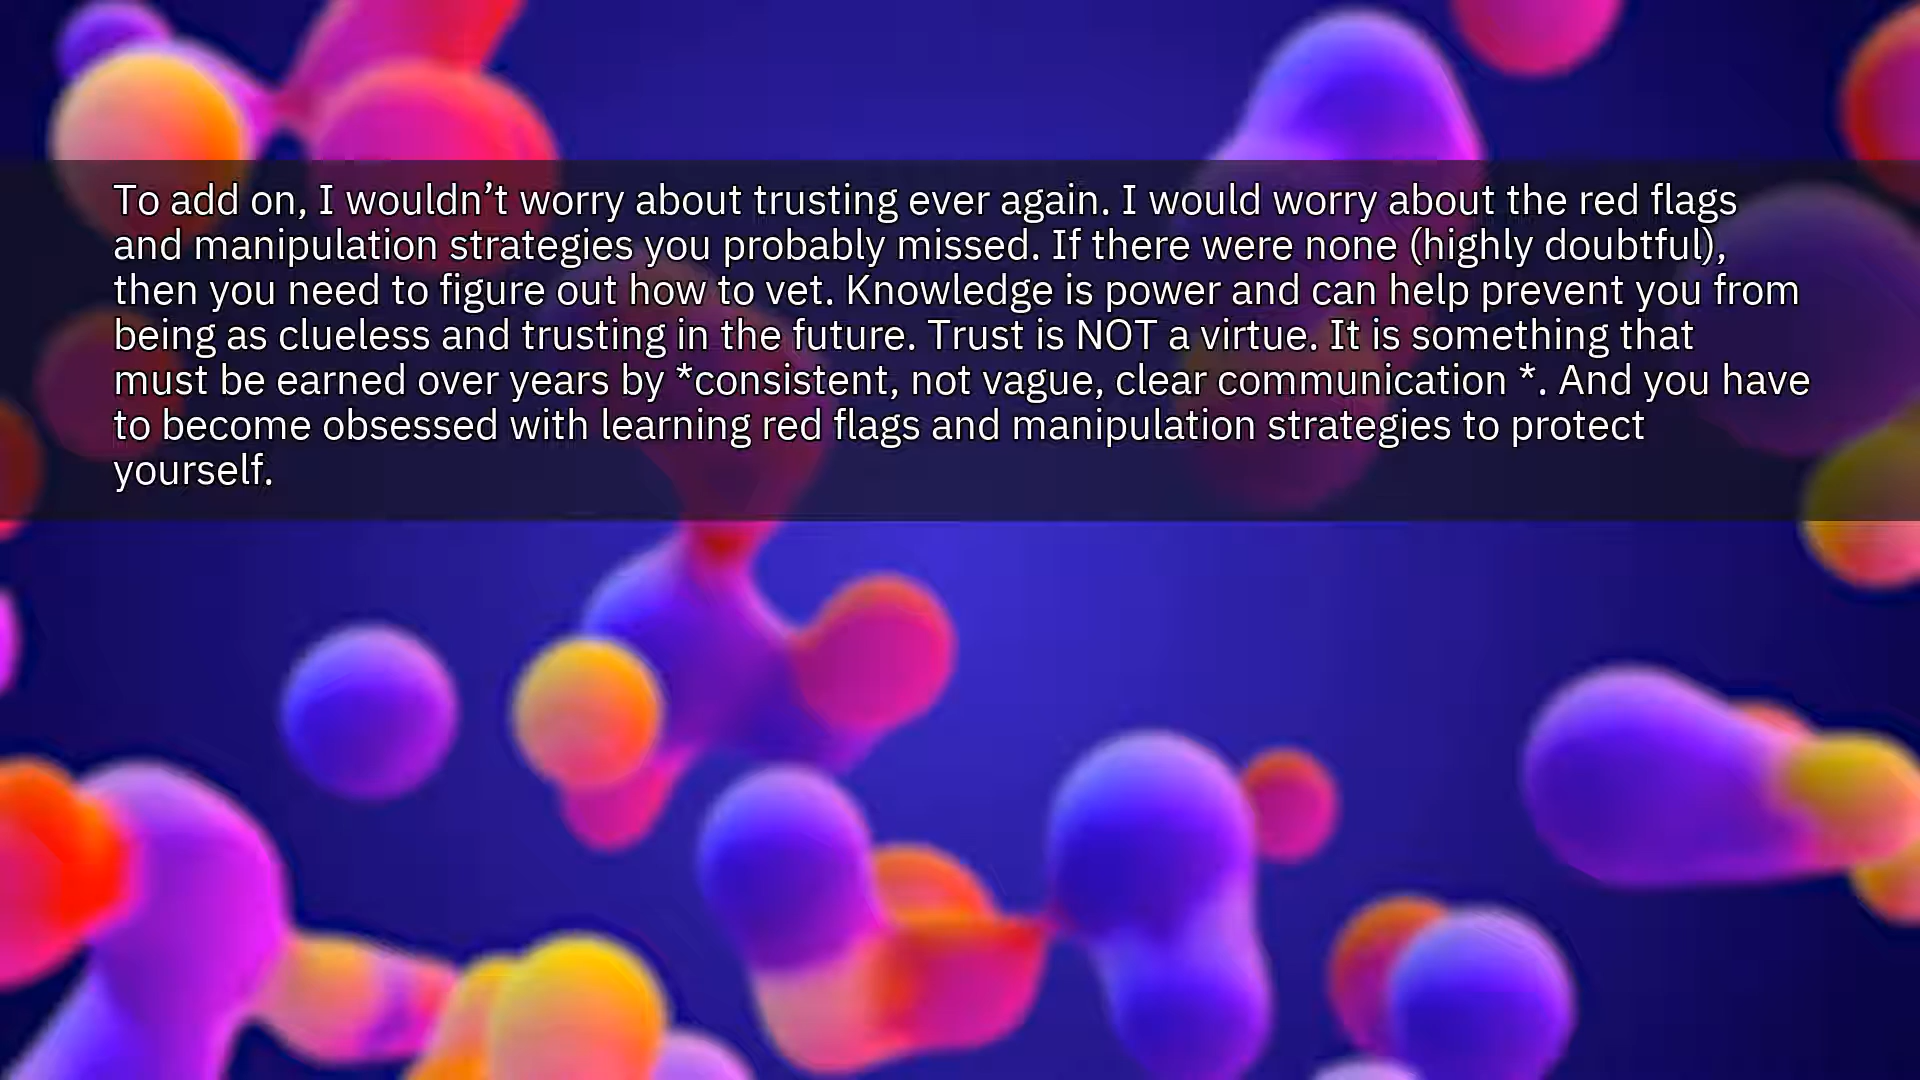 To add on, I wouldn’t worry about trusting ever again. I would worry about the red flags
and manipulation strategies you probably missed. If there were none (highly doubtful),
then you need to figure out how to vet. Knowledge is power and can help prevent you from
being as clueless and trusting in the future. Trust is NOT a virtue. It is something that
must be earned over years by *consistent, not vague, clear communication *. And you have
to become obsessed with learning red flags and manipulation strategies to protect
yourself.